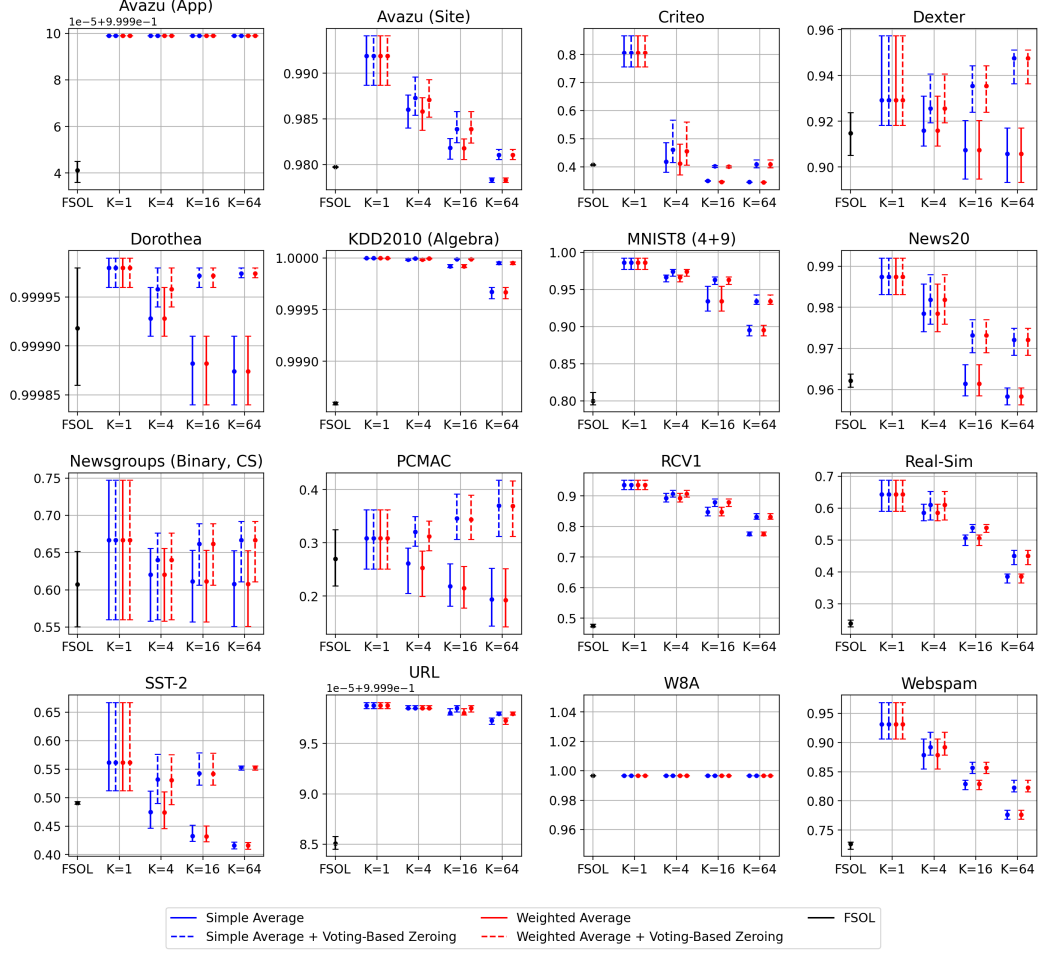 Avazu (App)
1e-5+9.999e-1
10
8
6
4
FSOL K=1 K=4 K=16 K=64
Avazu (Site)
0.990
0.985
0.980
FSOL K=1 K=4 K=16 K=64
Criteo
0.8
0.7
0.6
0.5
0.4
FSOL K=1 K=4 K=16 K=64
Dexter
0.96
0.94
0.92
0.90
FSOL K=1 K=4 K=16 K=64
Dorothea
0.99995
0.99990
0.99985
FSOL K=1 K=4 K=16 K=64
KDD2010 (Algebra)
1.0000
0.9995
0.9990
FSOL K=1 K=4 K=16 K=64
MNIST8 (4+9)
1.00
0.95
0.90
0.85
0.80
FSOL K=1 K=4 K=16 K=64
News20
0.99
0.98
0.97
0.96
FSOL K=1 K=4 K=16 K=64
Newsgroups (Binary, CS)
0.75
0.70
0.65
0.60
0.55
FSOL K=1 K=4 K=16 K=64
PCMAC
0.4
0.3
0.2
FSOL K=1 K=4 K=16 K=64
RCV1
0.9
0.8
0.7
0.6
0.5
FSOL K=1 K=4 K=16 K=64
Real-Sim
0.7
0.6
0.5
0.4
0.3
FSOL K=1 K=4 K=16 K=64
SST-2
0.65
0.60
0.55
0.50
0.45
0.40
FSOL K=1 K=4 K=16 K=64
URL
1e-5+9.999e-1
9.5
9.0
8.5
FSOL K=1 K=4 K=16 K=64
W8A
1.04
1.02
1.00
0.98
0.96
FSOL K=1 K=4 K=16 K=64
Webspam
0.95
0.90
0.85
0.80
0.75
FSOL K=1 K=4 K=16 K=64
Simple Average
Simple Average + Voting-Based Zeroing
Weighted Average
Weighted Average + Voting-Based Zeroing
FSOL